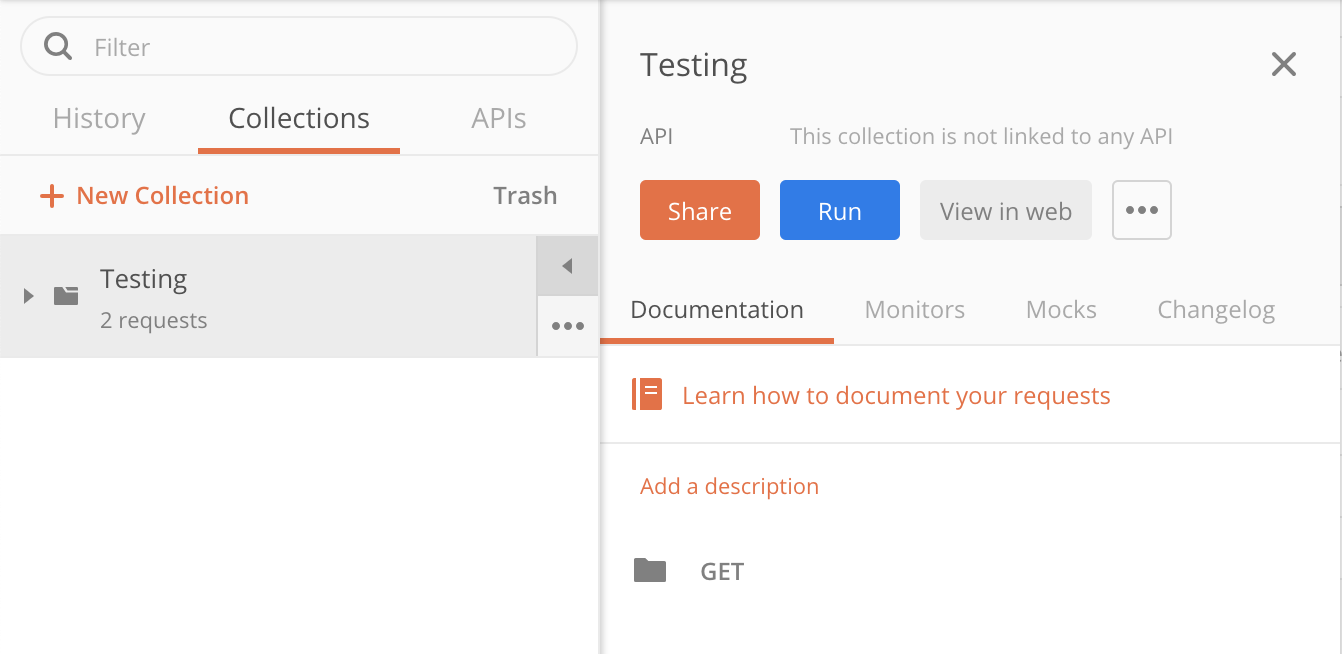 Filter
History Collections APIs
New Collection Trash
Testing
2 requests
Testing
API This collection is not linked to any API
Share Run View in web
Documentation Monitors Mocks Changelog
Learn how to document your requests
Add a description
GET